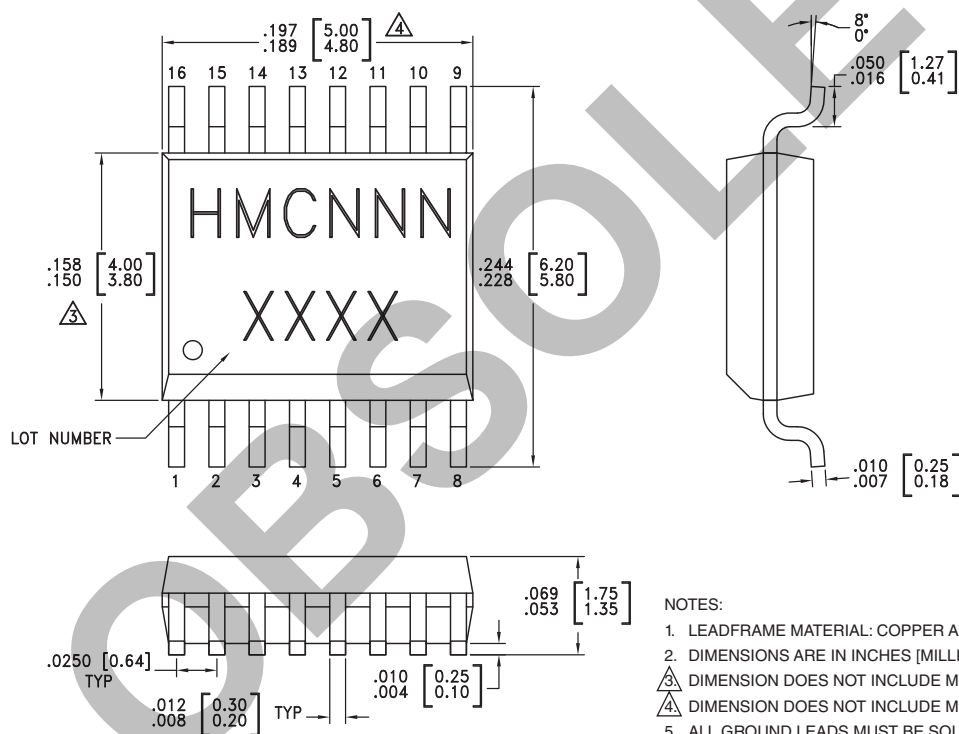 .197 [5.00] 4
.189 [4.80]
16 15 14 13 12 11 10 9
8°
0°
.050 [1.27]
.016 [0.41]
HMCNNN
XXXX
.158 [4.00]
.150 [3.80]
3
.244 [6.20]
.228 [5.80]
LOT NUMBER
1 2 3 4 5 6 7 8
.010 [0.25]
.007 [0.18]
.069 [1.75]
.053 [1.35]
.0250 [0.64]
TYP
.012 [0.30] TYP
.008 [0.20]
.010 [0.25]
.004 [0.10]
NOTES:
1. LEADFRAME MATERIAL: COPPER
2. DIMENSIONS ARE IN INCHES
3. DIMENSION DOES NOT INCLUDE
4. DIMENSION DOES NOT INCLUDE
5. ALL GROUND LEADS MUST BE
OBSOLE